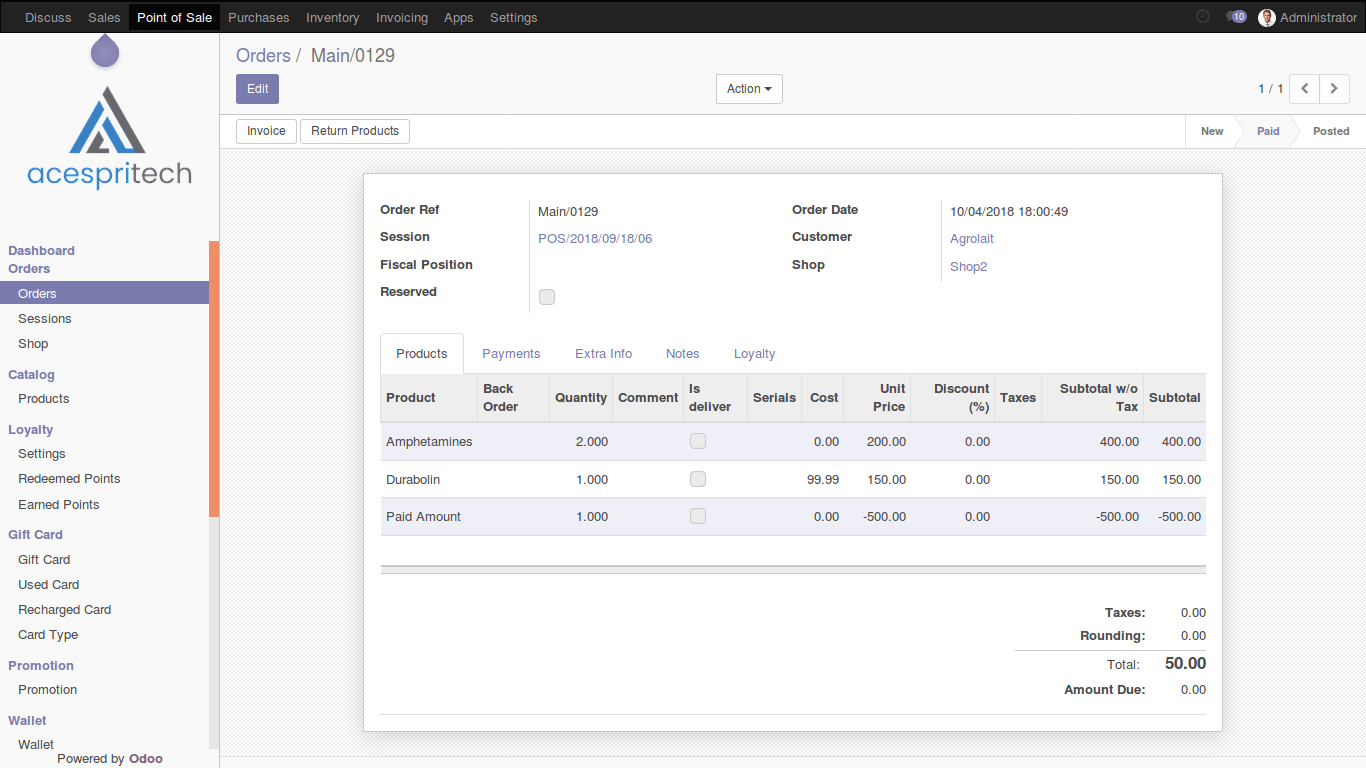 Discuss Sales Point of Sale Purchases Inventory Invoicing Apps Settings 10 Administrator
acespritech
Dashboard
Orders
Orders
Sessions
Shop
Catalog
Products
Loyalty
Settings
Redeemed Points
Earned Points
Gift Card
Gift Card
Used Card
Recharged Card
Card Type
Promotion
Promotion
Wallet
Wallet
Powered by Odoo
Orders / Main/0129
Edit Action 1 / 1
Invoice Return Products New Paid Posted
Order Ref Main/0129 Order Date 10/04/2018 18:00:49
Session POS/2018/09/18/06 Customer Agrolait
Fiscal Position Shop Shop2
Reserved
Products Payments Extra Info Notes Loyalty
Product Back Order Quantity Comment Is deliver Serials Cost Unit Price Discount (%) Taxes Subtotal w/o Tax Subtotal
Amphetamines 2.000 0.00 200.00 0.00 400.00 400.00
Durabolin 1.000 99.99 150.00 0.00 150.00 150.00
Paid Amount 1.000 0.00 -500.00 0.00 -500.00 -500.00
Taxes: 0.00
Rounding: 0.00
Total: 50.00
Amount Due: 0.00